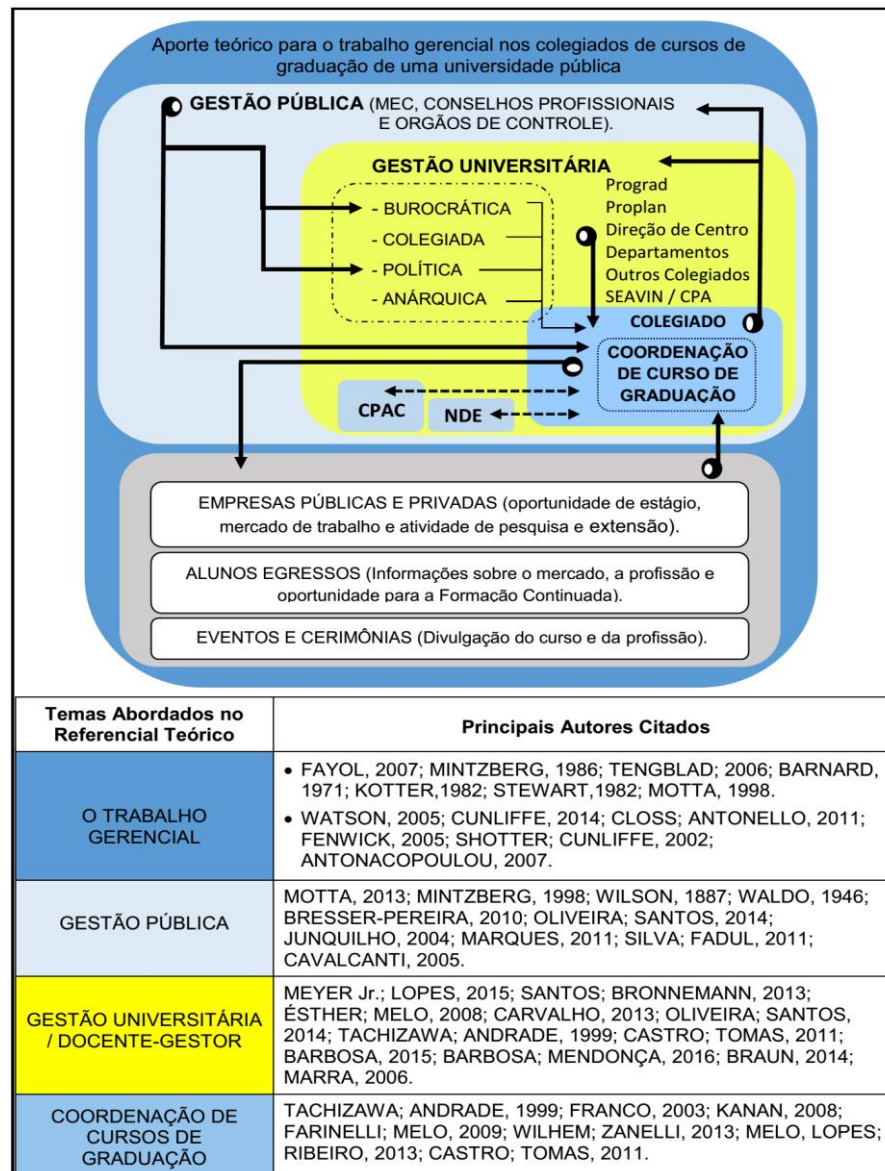 Aporte teórico para o trabalho gerencial nos colegiados de cursos de
graduação de uma universidade pública
GESTÃO PÚBLICA (MEC, CONSELHOS PROFISSIONAIS
E ORGÃOS DE CONTROLE).
GESTÃO UNIVERSITÁRIA
- BUROCRÁTICA
- COLEGIADA
- POLÍTICA
- ANÁRQUICA
Prograd
Proplan
Direção de Centro
Departamentos
Outros Colegiados
SEAVIN / CPA
COLEGIADO
COORDENAÇÃO
DE CURSO DE
GRADUAÇÃO
CPAC
NDE
EMPRESAS PÚBLICAS E PRIVADAS (oportunidade de estágio,
mercado de trabalho e atividade de pesquisa e extensão).
ALUNOS EGRESSOS (Informações sobre o mercado, a profissão e
oportunidade para a Formação Continuada).
EVENTOS E CERIMÔNIAS (Divulgação do curso e da profissão).
Temas Abordados no
Referencial Teórico
Principais Autores Citados
O TRABALHO
GERENCIAL
• FAYOL, 2007; MINTZBERG, 1986; TENGBLAD; 2006; BARNARD,
1971; KOTTER,1982; STEWART,1982; MOTTA, 1998.
• WATSON, 2005; CUNLIFFE, 2014; CLOSS; ANTONELLO, 2011;
FENWICK, 2005; SHOTTER; CUNLIFFE, 2002;
ANTONACOPOULOU, 2007.
GESTÃO PÚBLICA
MOTTA, 2013; MINTZBERG, 1998; WILSON, 1887; WALDO, 1946;
BRESSER-PEREIRA, 2010; OLIVEIRA; SANTOS, 2014;
JUNQUILHO, 2004; MARQUES, 2011; SILVA; FADUL, 2011;
CAVALCANTI, 2005.
GESTÃO UNIVERSITÁRIA
/ DOCENTE-GESTOR
MEYER Jr.; LOPES, 2015; SANTOS; BRONNEMANN, 2013;
ÉSTHER; MELO, 2008; CARVALHO, 2013; OLIVEIRA; SANTOS,
2014; TACHIZAWA; ANDRADE, 1999; CASTRO; TOMAS, 2011;
BARBOSA, 2015; BARBOSA; MENDONÇA, 2016; BRAUN, 2014;
MARRA, 2006.
COORDENAÇÃO DE
CURSOS DE
GRADUAÇÃO
TACHIZAWA; ANDRADE, 1999; FRANCO, 2003; KANAN, 2008;
FARINELLI; MELO, 2009; WILHEM; ZANELLI, 2013; MELO, LOPES;
RIBEIRO, 2013; CASTRO; TOMAS, 2011.